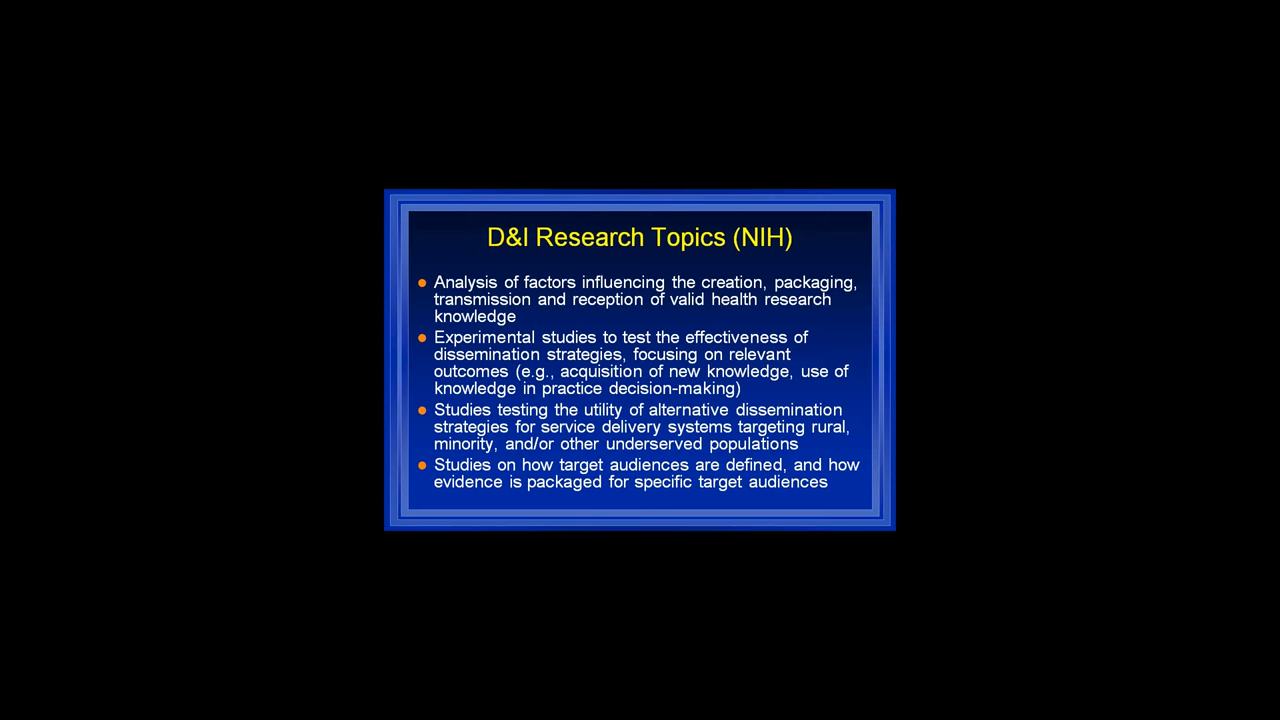 D&I Research Topics (NIH)
Analysis of factors influencing the creation, packaging,
transmission and reception of valid health research
knowledge
Experimental studies to test the effectiveness of
dissemination strategies, focusing on relevant
outcomes (e.g., acquisition of new knowledge, use of
knowledge in practice decision-making)
Studies testing the utility of alternative dissemination
strategies for service delivery systems targeting rural,
minority, and/or other underserved populations
Studies on how target audiences are defined, and how
evidence is packaged for specific target audiences